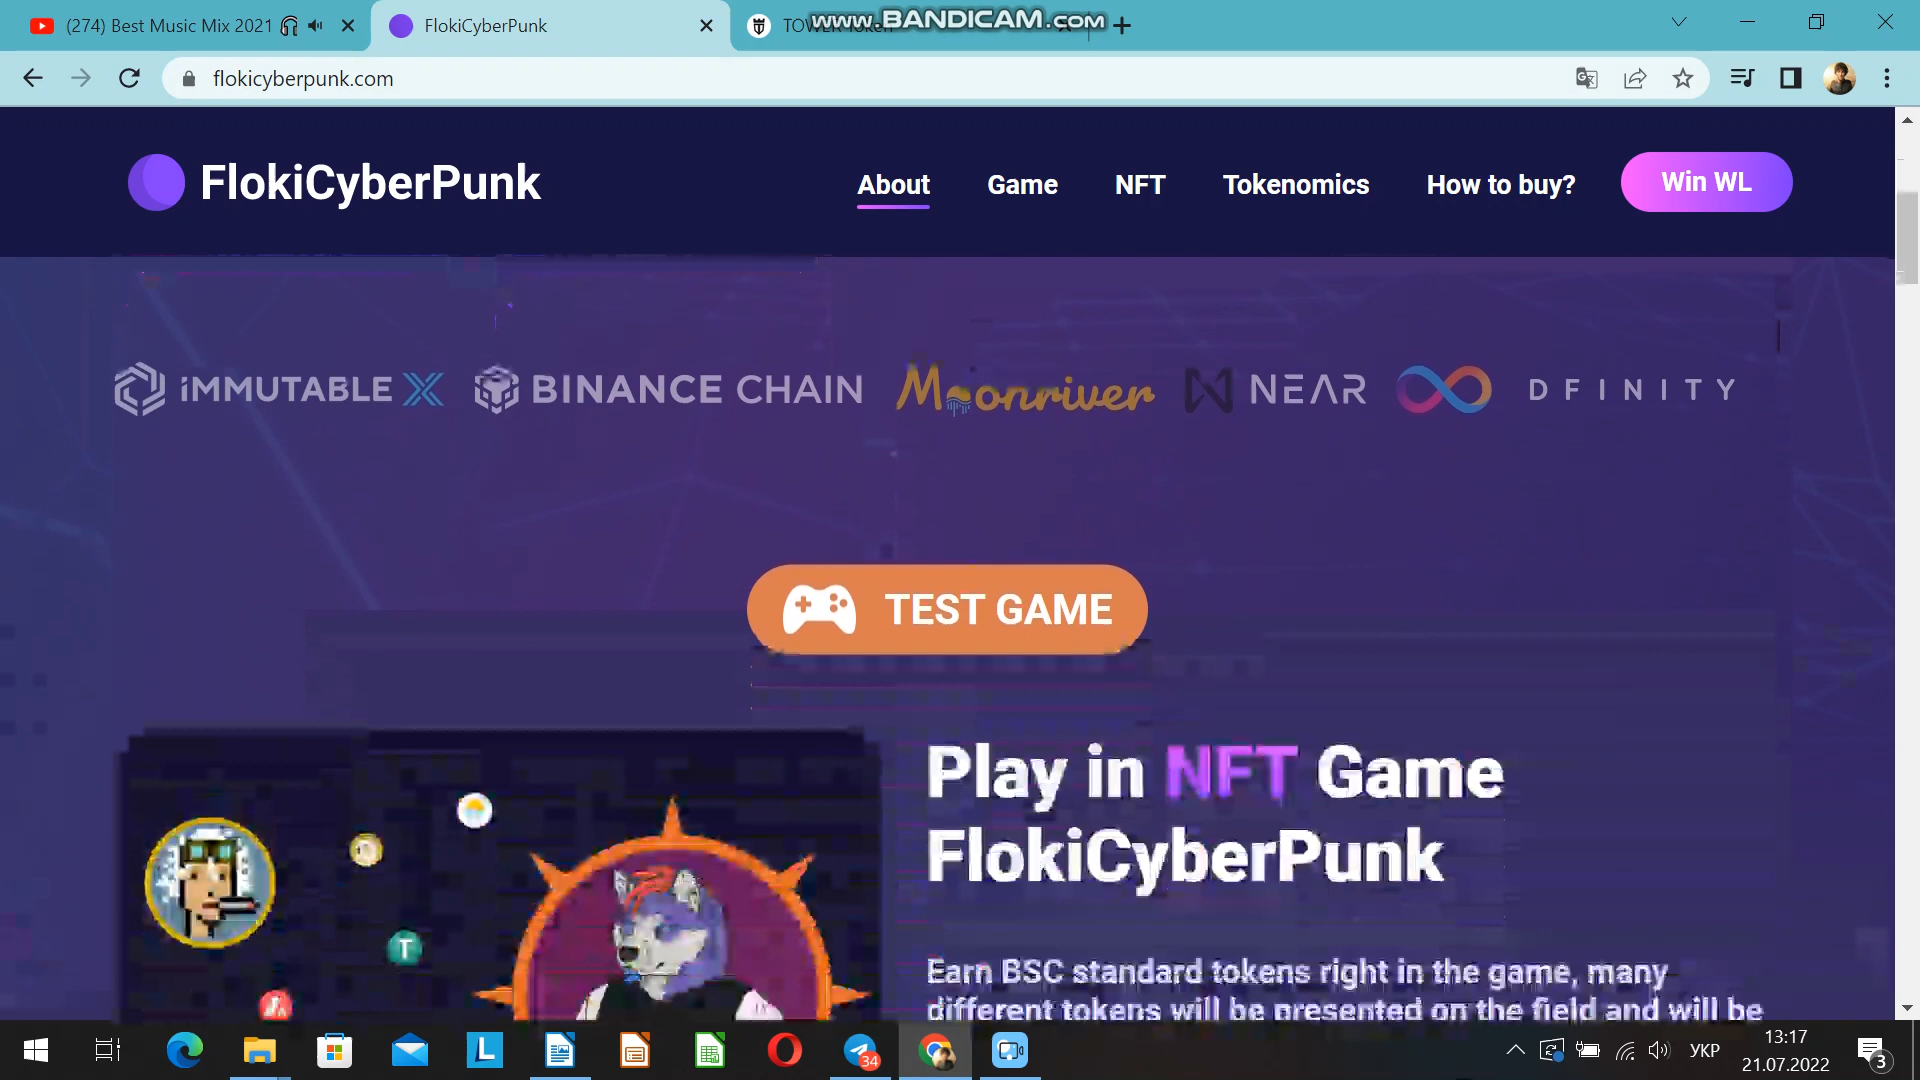 (274) Best Music Mix 2021
FlokiCyberPunk
WWW.BANDICAM.COM
flokicyberpunk.com
FlokiCyberPunk
About
Game
NFT
Tokenomics
How to buy?
Win WL
IMMUTABLE X
BINANCE CHAIN
Moonriver
NEAR
DFINITY
TEST GAME
Play in NFT Game
FlokiCyberPunk
T
Earn BSC standard tokens right in the game, many
different tokens will be presented on the field and will be
L
34
УКР
13:17
21.07.2022
3